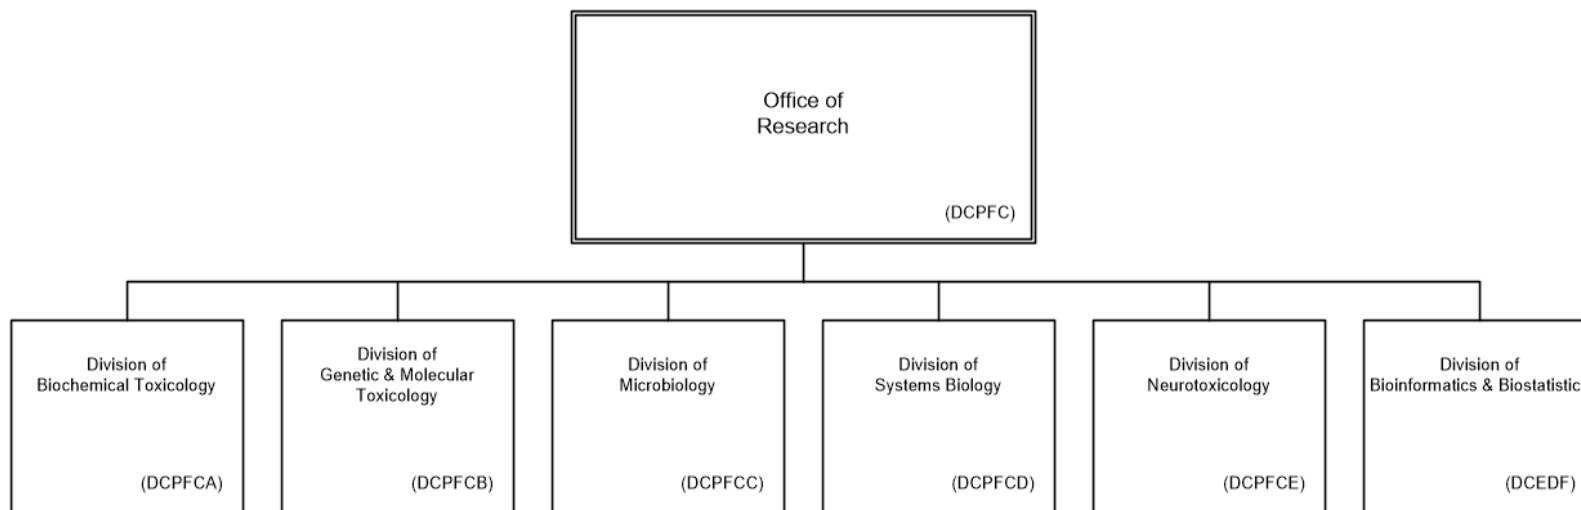 Office of
Research
(DCPFC)
Division of
Biochemical Toxicology
(DCPFCA)
Division of
Genetic & Molecular
Toxicology
(DCPFCB)
Division of
Microbiology
(DCPFCC)
Division of
Systems Biology
(DCPFCD)
Division of
Neurotoxicology
(DCPFCE)
Division of
Bioinformatics & Biostatistic
(DCEDF)